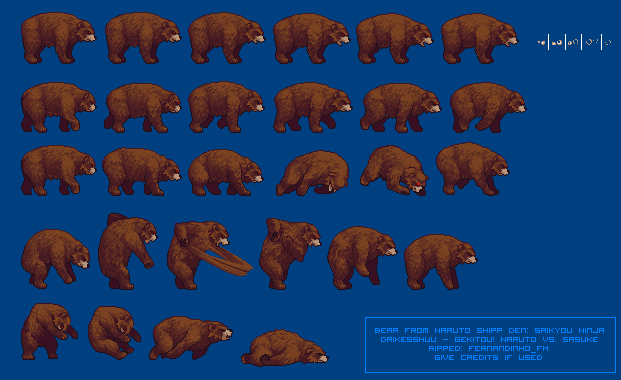 BEAR FROM NARUTO SHIPP DEN: SAIKYOU NINJA
DAIKESSHUU - GEKITOU! NARUTO VS. SASUKE
RIPPED: FERNANDINHO_FM
GIVE CREDITS IF USED